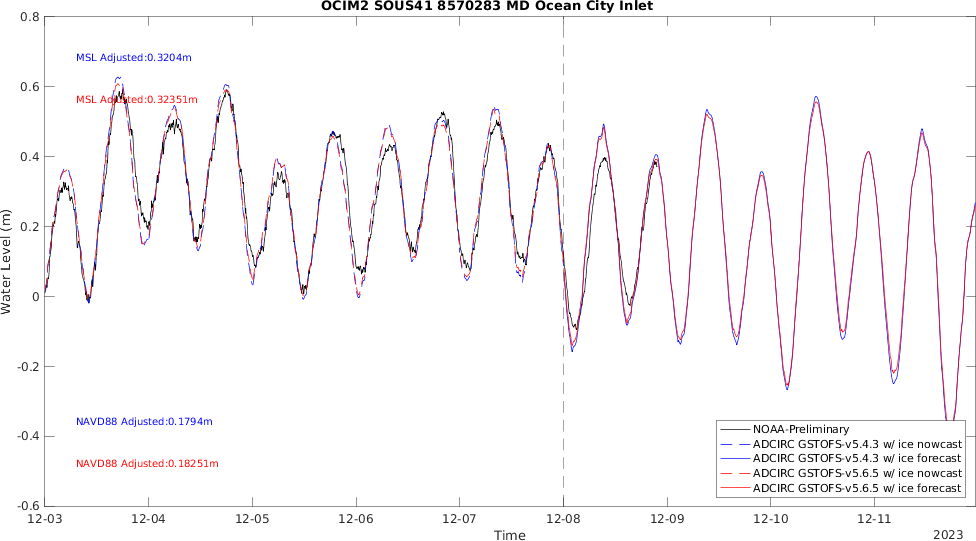 OCIM2 SOUS41 8570283 MD Ocean City Inlet
0.8
0.6
0.4
0.2
0
-0.2
-0.4
-0.6
Water Level (m)
MSL Adjusted:0.3204m
MSL Adjusted:0.32351m
NAVD88 Adjusted:0.1794m
NAVD88 Adjusted:0.18251m
NOAA-Preliminary
ADCIRC GSTOFS-v5.4.3 w/ ice nowcast
ADCIRC GSTOFS-v5.4.3 w/ ice forecast
ADCIRC GSTOFS-v5.6.5 w/ ice nowcast
ADCIRC GSTOFS-v5.6.5 w/ ice forecast
12-03 12-04 12-05 12-06 12-07 12-08 12-09 12-10 12-11
Time
2023